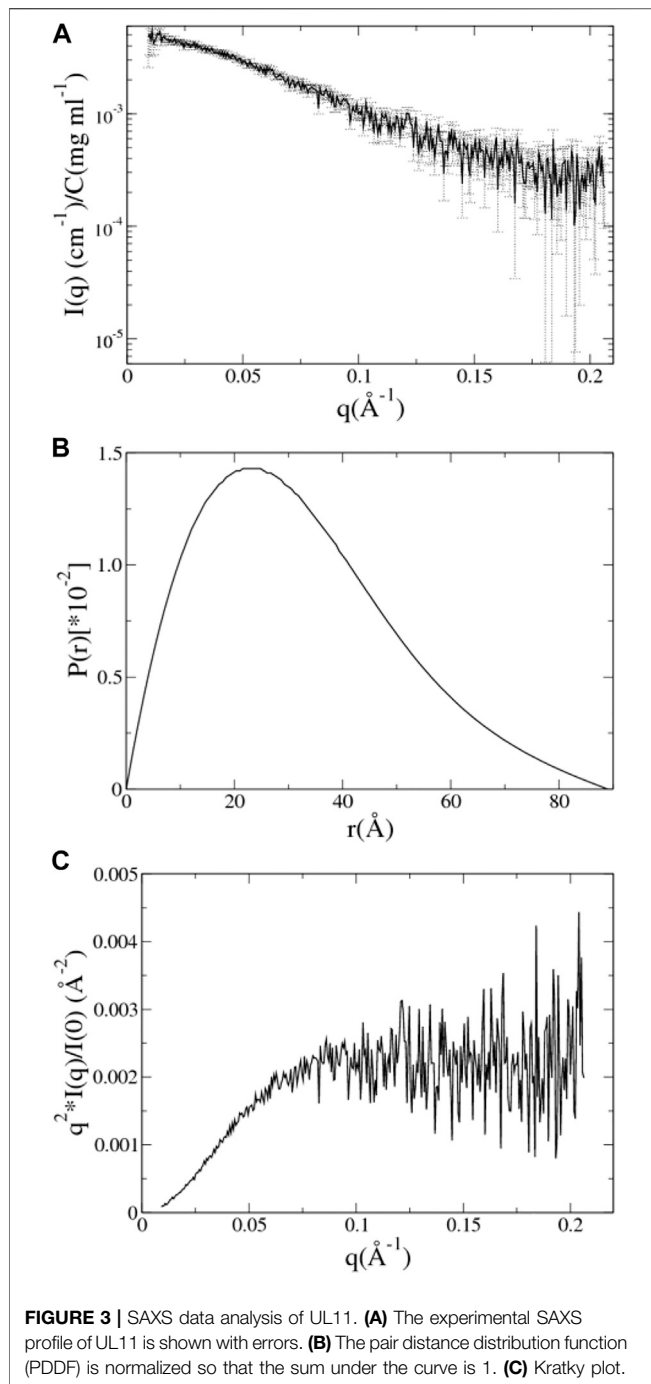 A
10^-3
10^-4
10^-5
I(q) (cm^-1)/C(mg ml^-1)
0 0.05 0.1 0.15 0.2
q(Å^-1)
B
1.5
1.0
0.5
0
P(r)[*10^-2]
0 20 40 60 80
r(Å)
C
0.005
0.004
0.003
0.002
0.001
0
q^2*I(q)/I(0) (Å^-2)
0 0.05 0.1 0.15 0.2
q(Å^-1)
FIGURE 3 | SAXS data analysis of UL11. (A) The experimental SAXS
profile of UL11 is shown with errors. (B) The pair distance distribution function
(PDDF) is normalized so that the sum under the curve is 1. (C) Kratky plot.